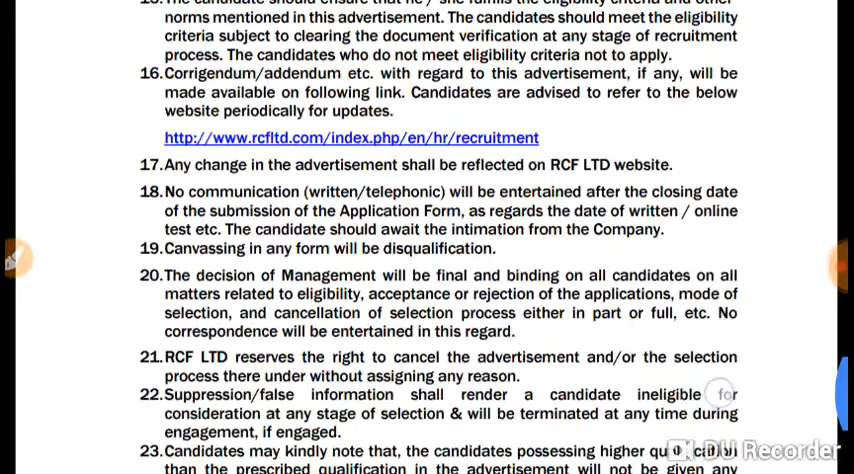 norms mentioned in this advertisement. The candidates should meet the eligibility
criteria subject to clearing the document verification at any stage of recruitment
process. The candidates who do not meet eligibility criteria not to apply.
16.Corrigendum/addendum etc. with regard to this advertisement, if any, will be
made available on following link. Candidates are advised to refer to the below
website periodically for updates.
http://www.rcfltd.com/index.php/en/hr/recruitment
17.Any change in the advertisement shall be reflected on RCF LTD website.
18.No communication (written/telephonic) will be entertained after the closing date
of the submission of the Application Form, as regards the date of written / online
test etc. The candidate should await the intimation from the Company.
19.Canvassing in any form will be disqualification.
20.The decision of Management will be final and binding on all candidates on all
matters related to eligibility, acceptance or rejection of the applications, mode of
selection, and cancellation of selection process either in part or full, etc. No
correspondence will be entertained in this regard.
21.RCF LTD reserves the right to cancel the advertisement and/or the selection
process there under without assigning any reason.
22.Suppression/false information shall render a candidate ineligible for
consideration at any stage of selection & will be terminated at any time during
engagement, if engaged.
23.Candidates may kindly note that, the candidates possessing higher
than the prescribed qualification in the advertisement will not be given any
DU Recorder